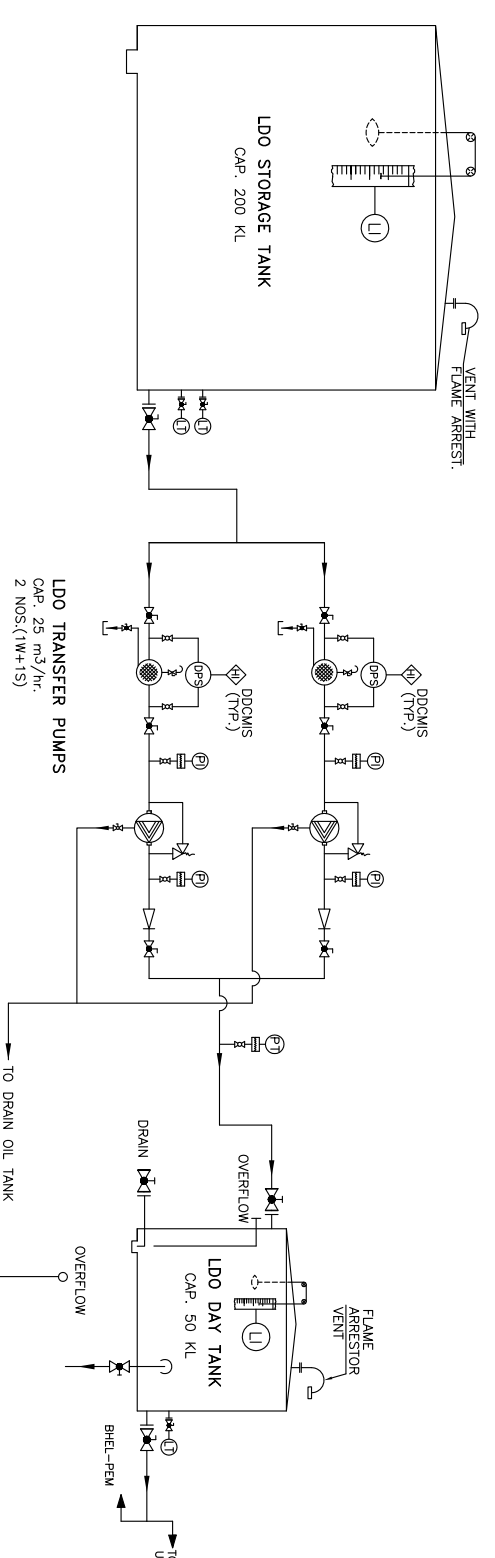 LDO STORAGE TANK
CAP. 200 KL
LI
VENT WITH
FLAME ARREST.
LT
LT
LDO TRANSFER PUMPS
CAP. 25 m3/hr.
2 NOS.(1W+1S)
DDCMIS
(TYP.)
HI
DPS
PI
PI
DDCMIS
(TYP.)
HI
DPS
PI
PI
PT
TO DRAIN OIL TANK
DRAIN
OVERFLOW
OVERFLOW
LDO DAY TANK
CAP. 50 KL
LI
FLAME
ARRESTOR
VENT
LT
BHEL-PEM